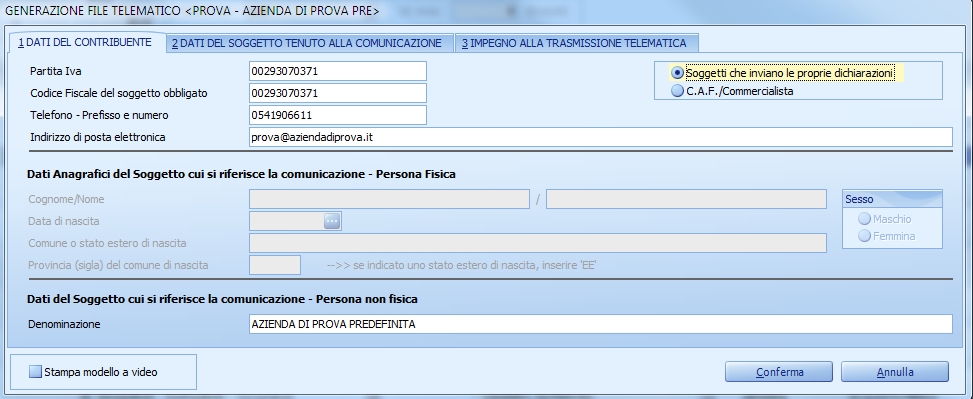 GENERAZIONE FILE TELEMATICO <PROVA - AZIENDA DI PROVA PRE>
1 DATI DEL CONTRIBUENTE 2 DATI DEL SOGGETTO TENUTO ALLA COMUNICAZIONE 3 IMPEGNO ALLA TRASMISSIONE TELEMATICA
Partita Iva 00293070371 Soggetti che inviano le proprie dichiarazioni
Codice Fiscale del soggetto obbligato 00293070371 C.A.F./Commercialista
Telefono - Prefisso e numero 0541906611
Indirizzo di posta elettronica prova@aziendadiprova.it
Dati Anagrafici del Soggetto cui si riferisce la comunicazione - Persona Fisica
Cognome/Nome / Sesso
Data di nascita ... Maschio
Comune o stato estero di nascita Femmina
Provincia (sigla) del comune di nascita -->> se indicato uno stato estero di nascita, inserire 'EE'
Dati del Soggetto cui si riferisce la comunicazione - Persona non fisica
Denominazione AZIENDA DI PROVA PREDEFINITA
Stampa modello a video Conferma Annulla